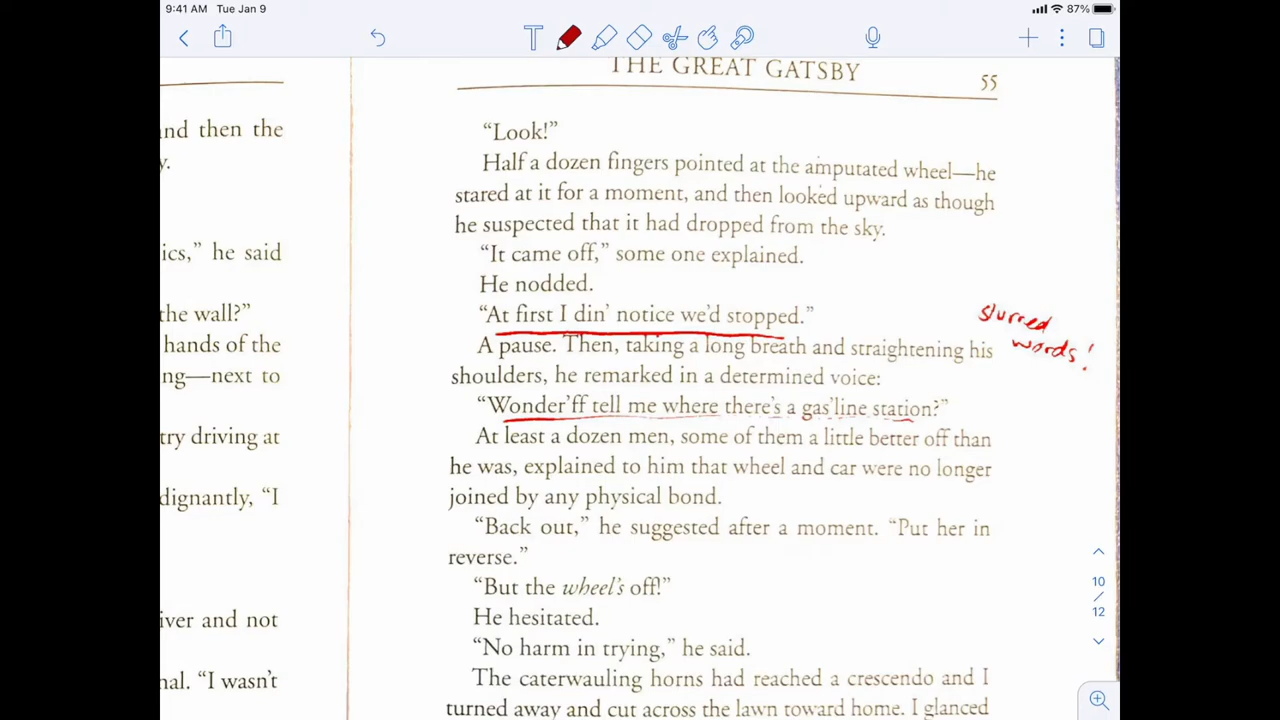 9:41 AM Tue Jan 9
87%
THE GREAT GATSBY
55
and then the
y.
ics,” he said
the wall?”
hands of the
ing—next to
try driving at
dignantly, “I
iver and not
nal. “I wasn’t
“Look!”
Half a dozen fingers pointed at the amputated wheel—he
stared at it for a moment, and then looked upward as though
he suspected that it had dropped from the sky.
“It came off,” some one explained.
He nodded.
“At first I din’ notice we’d stopped.”
A pause. Then, taking a long breath and straightening his
shoulders, he remarked in a determined voice:
“Wonder’ff tell me where there’s a gas’line station?”
At least a dozen men, some of them a little better off than
he was, explained to him that wheel and car were no longer
joined by any physical bond.
“Back out,” he suggested after a moment. “Put her in
reverse.”
“But the wheel’s off!”
He hesitated.
“No harm in trying,” he said.
The caterwauling horns had reached a crescendo and I
turned away and cut across the lawn toward home. I glanced
slurred
words!
10
/
12